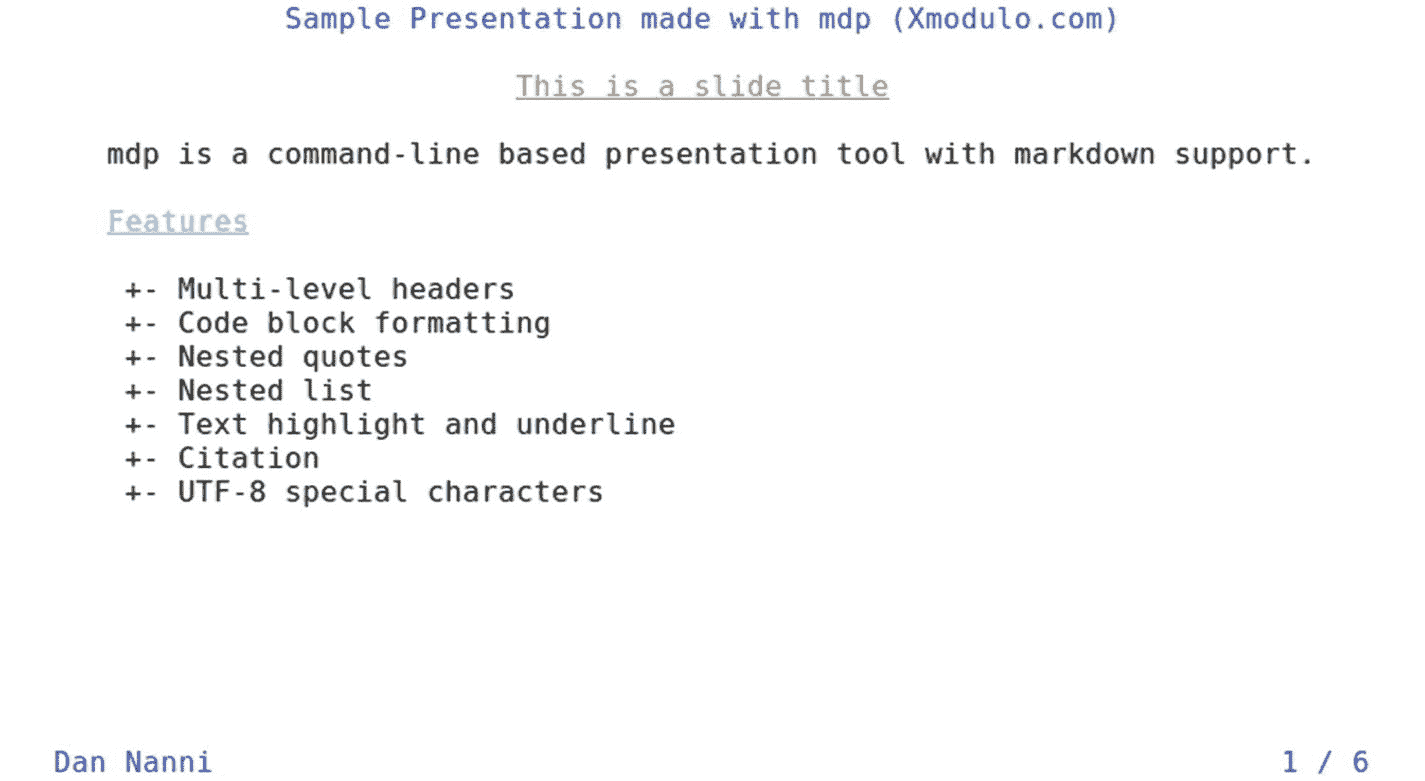 Sample Presentation made with mdp (Xmodulo.com)
This is a slide title
mdp is a command-line based presentation tool with markdown support.
Features
+- Multi-level headers
+- Code block formatting
+- Nested quotes
+- Nested list
+- Text highlight and underline
+- Citation
+- UTF-8 special characters
Dan Nanni
1 / 6